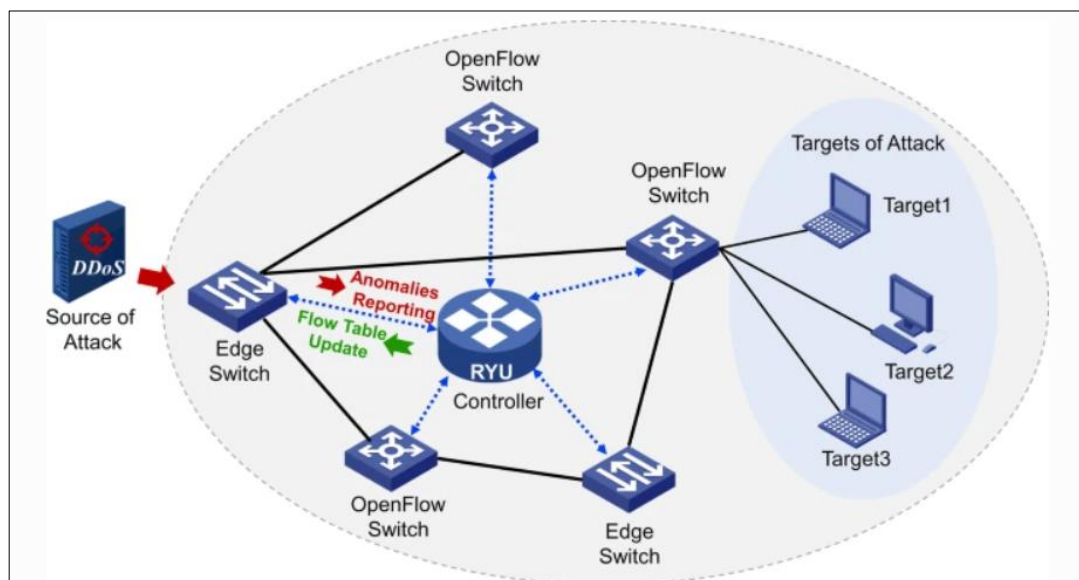 OpenFlow
Switch
OpenFlow
Switch
Targets of Attack
Target1
DDoS
Source of
Attack
Anomalies
Reporting
Flow Table
Update
Edge
Switch
RYU
Controller
Target2
Target3
OpenFlow
Switch
Edge
Switch